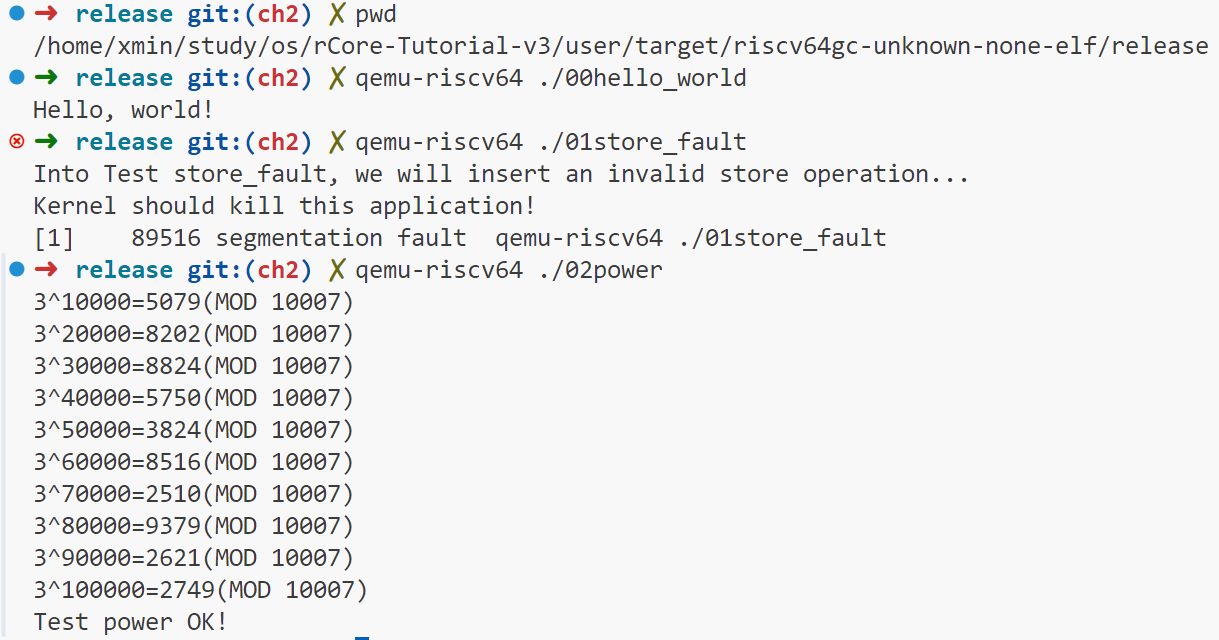 ➜ release git:(ch2) ✗ pwd
/home/xmin/study/os/rCore-Tutorial-v3/user/target/riscv64gc-unknown-none-elf/release
➜ release git:(ch2) ✗ qemu-riscv64 ./00hello_world
Hello, world!
➜ release git:(ch2) ✗ qemu-riscv64 ./01store_fault
Into Test store_fault, we will insert an invalid store operation...
Kernel should kill this application!
[1]    89516 segmentation fault  qemu-riscv64 ./01store_fault
➜ release git:(ch2) ✗ qemu-riscv64 ./02power
3^10000=5079(MOD 10007)
3^20000=8202(MOD 10007)
3^30000=8824(MOD 10007)
3^40000=5750(MOD 10007)
3^50000=3824(MOD 10007)
3^60000=8516(MOD 10007)
3^70000=2510(MOD 10007)
3^80000=9379(MOD 10007)
3^90000=2621(MOD 10007)
3^100000=2749(MOD 10007)
Test power OK!